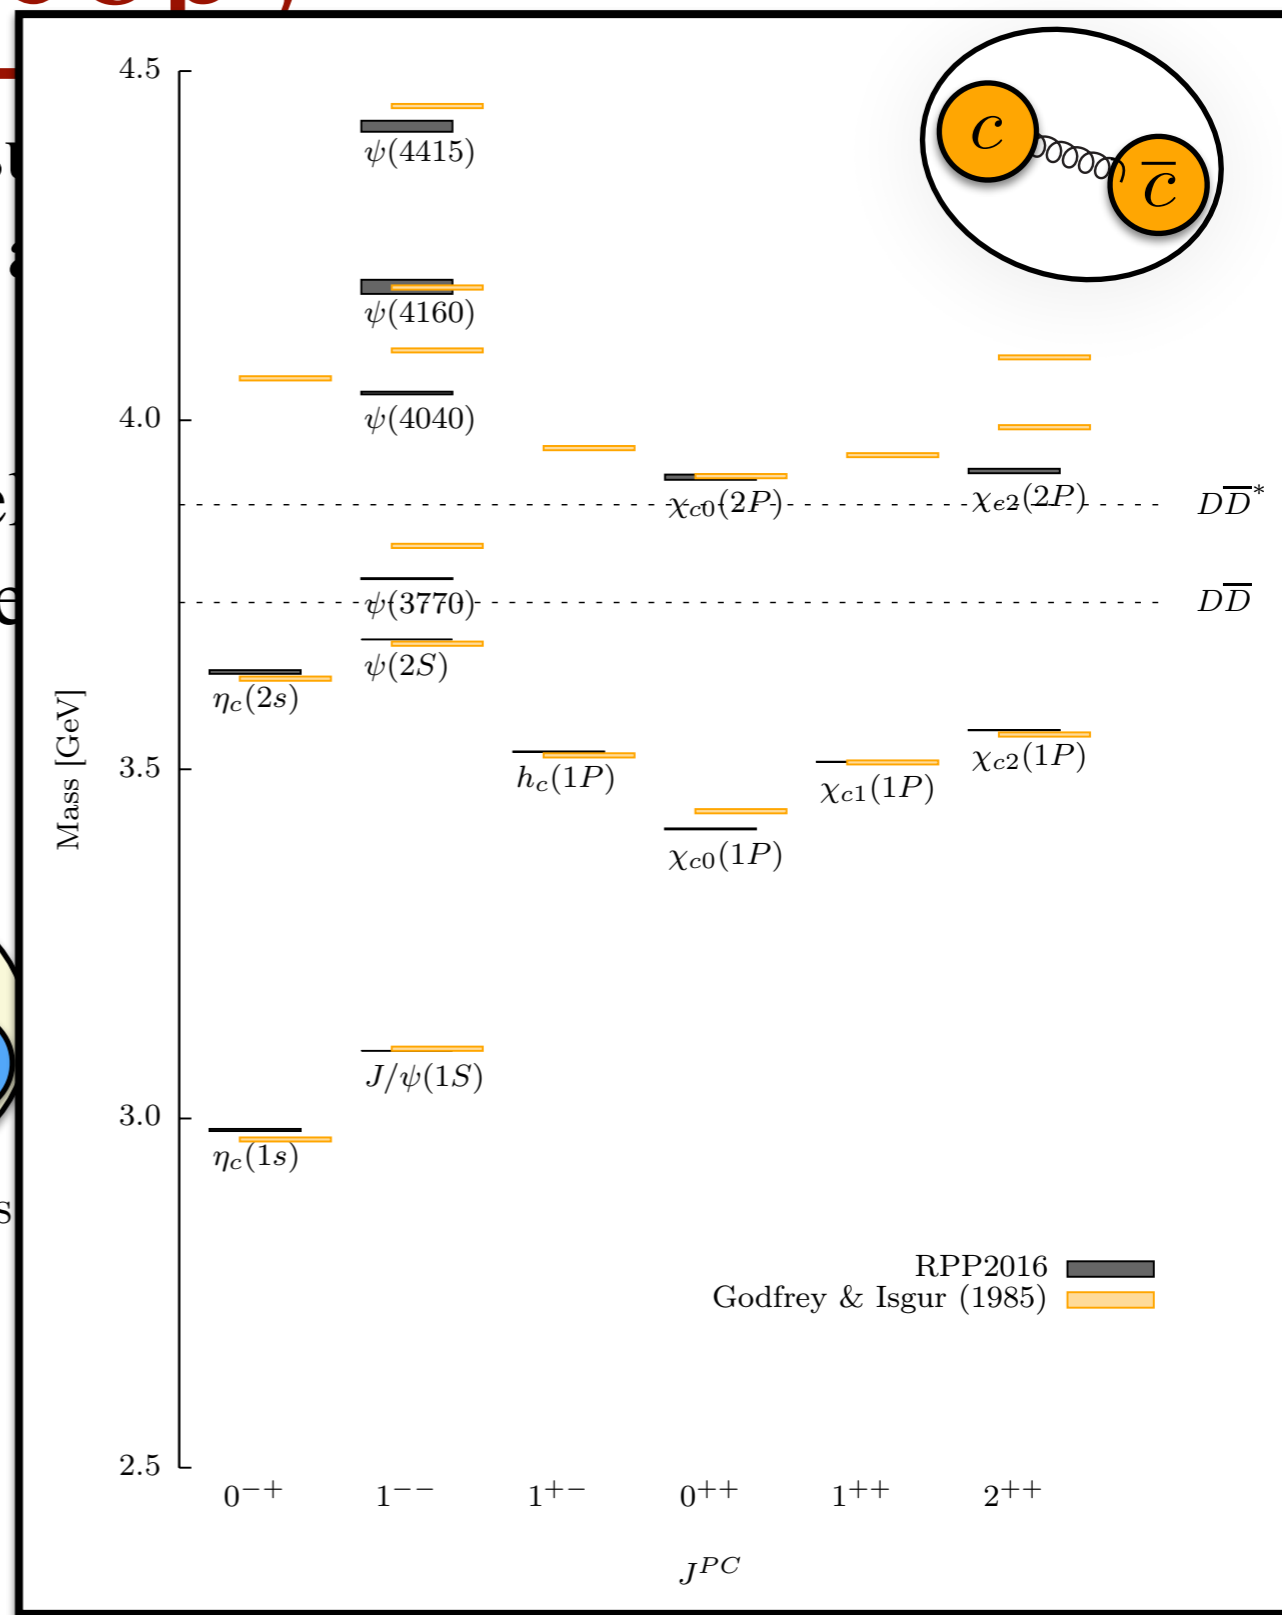 4.5
c
c̅
ψ(4415)
ψ(4160)
4.0
ψ(4040)
χc0(2P)
χc2(2P)
DD̅*
ψ(3770)
DD̅
ψ(2S)
ηc(2s)
Mass [GeV]
3.5
hc(1P)
χc0(1P)
χc1(1P)
χc2(1P)
J/ψ(1S)
3.0
ηc(1s)
RPP2016
Godfrey & Isgur (1985)
2.5
0⁻⁺ 1⁻⁻ 1⁺⁻ 0⁺⁺ 1⁺⁺ 2⁺⁺
J^PC